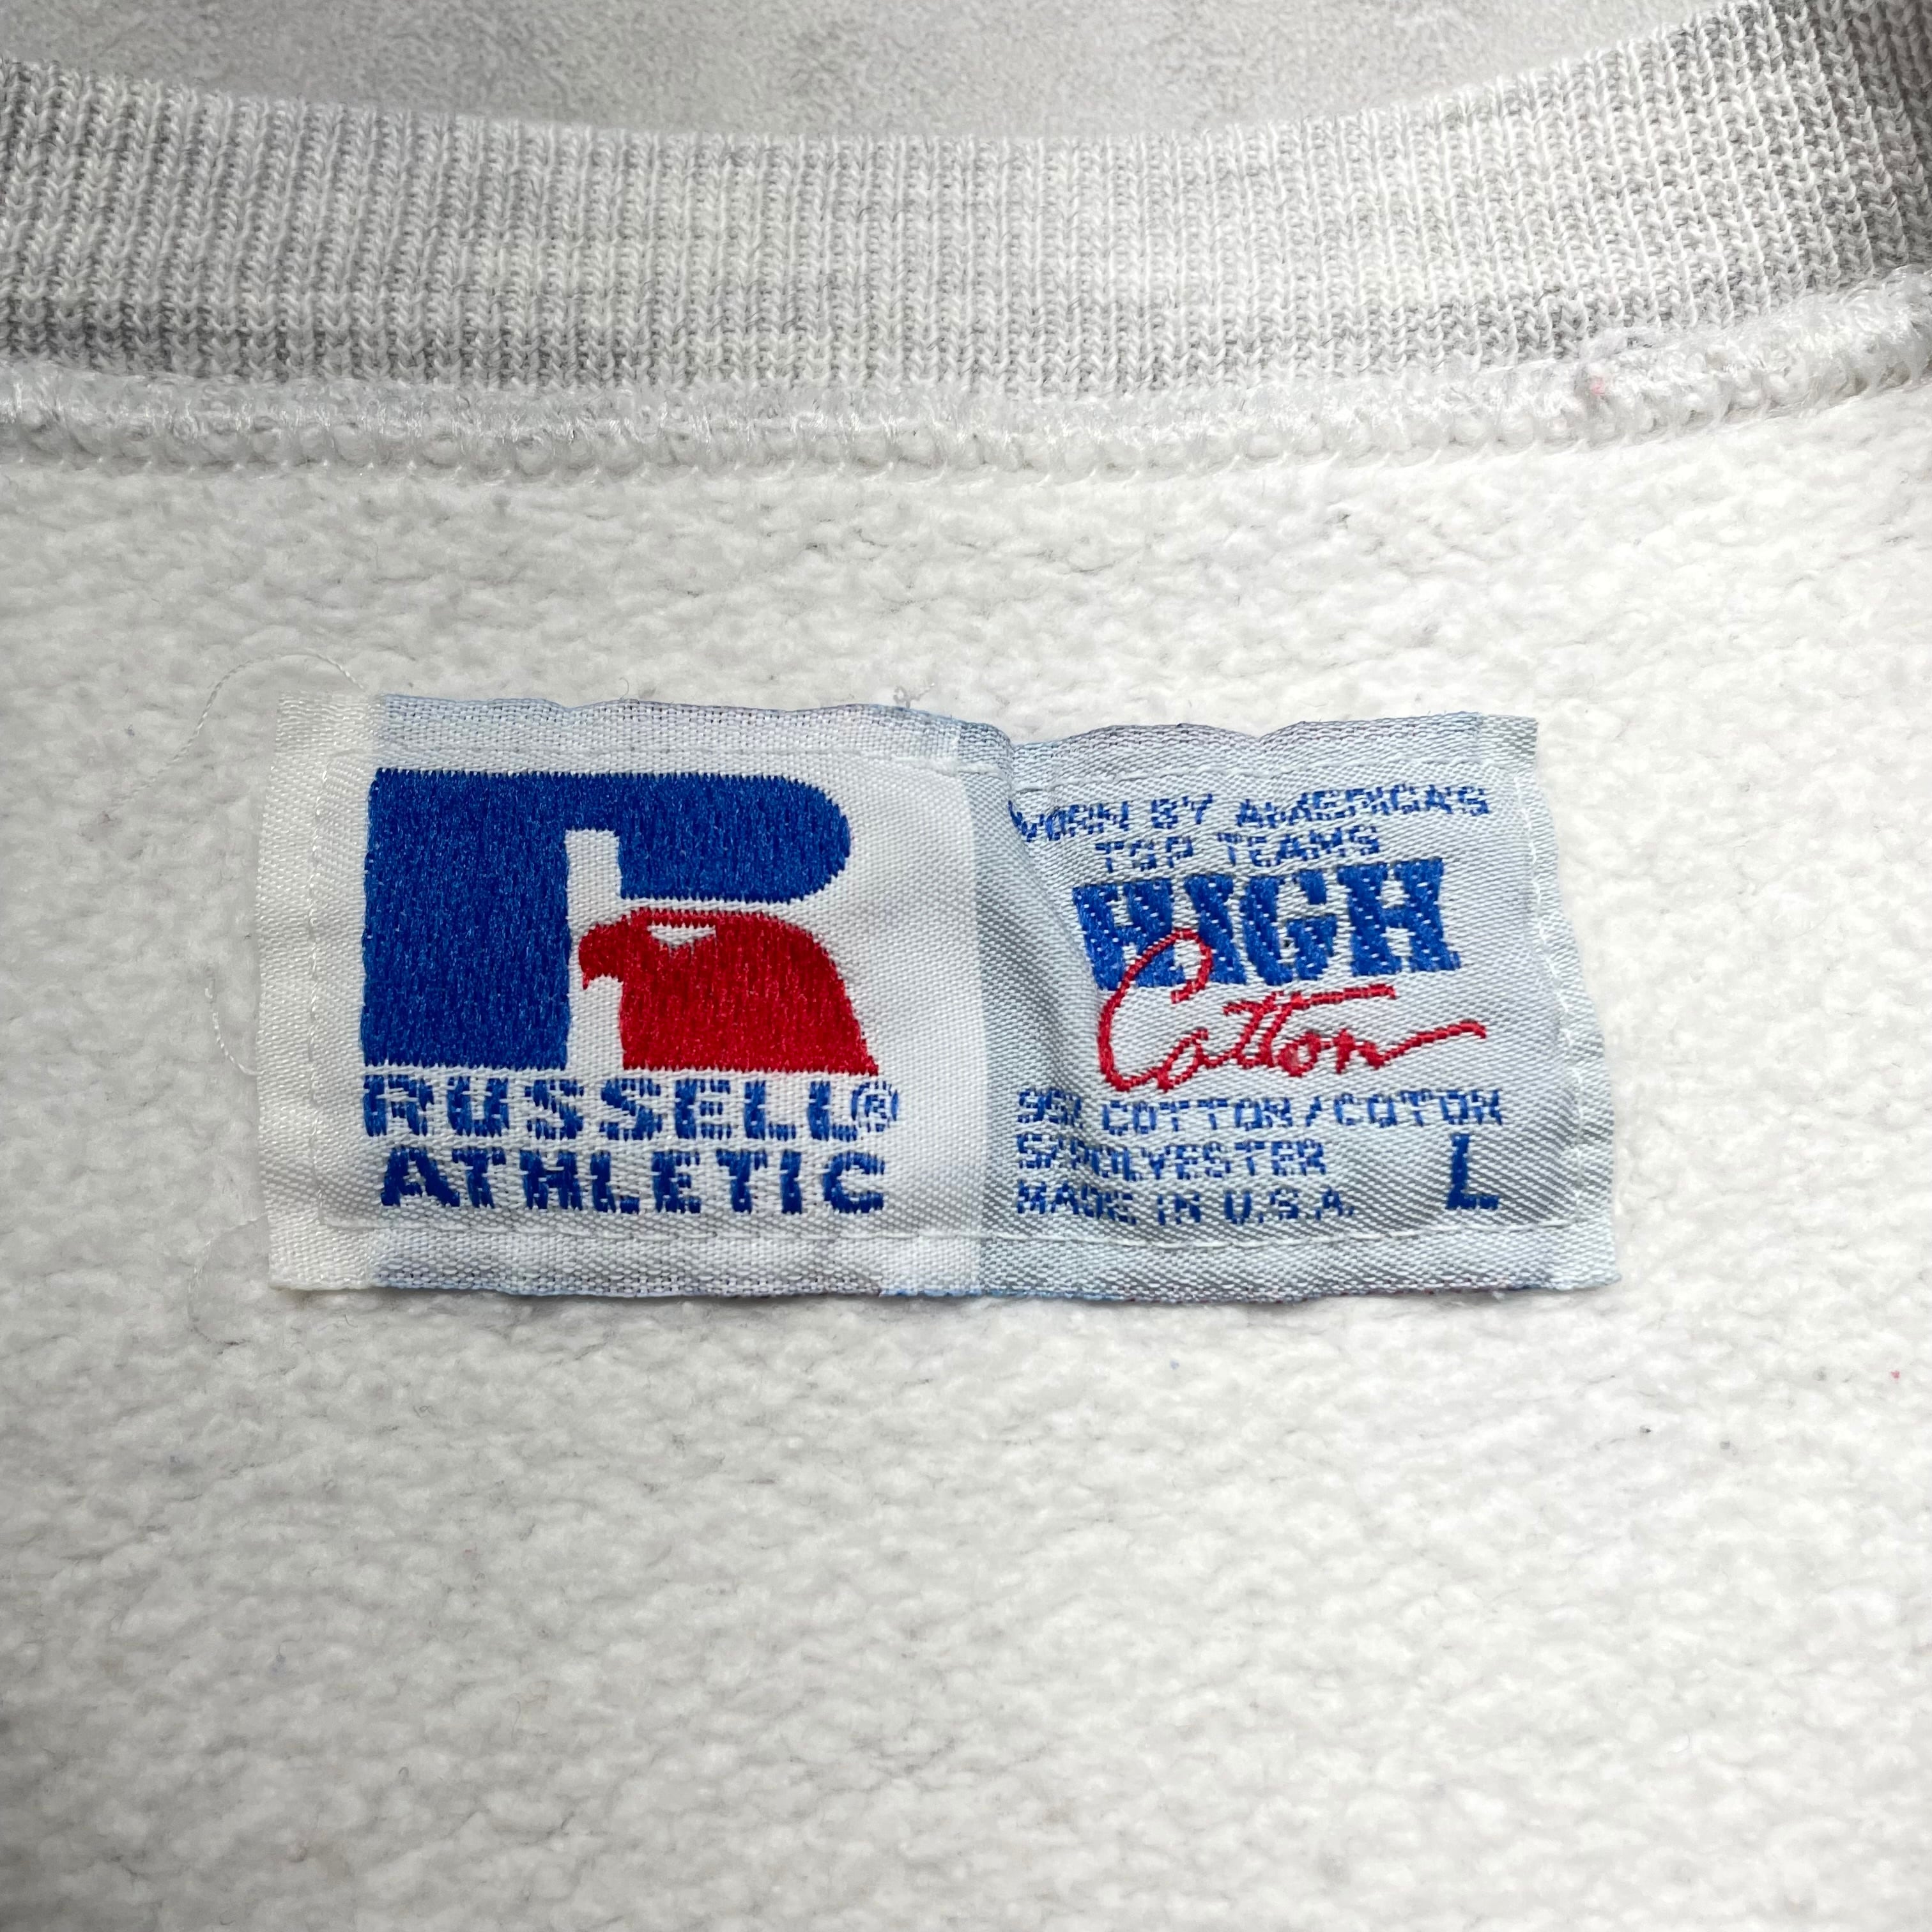 RUSSELL®
ATHLETIC
WORN BY AMERICA'S
TOP TEAMS
HIGH
Cotton
95% COTTON/COTON
5% POLYESTER
MADE IN U.S.A. L